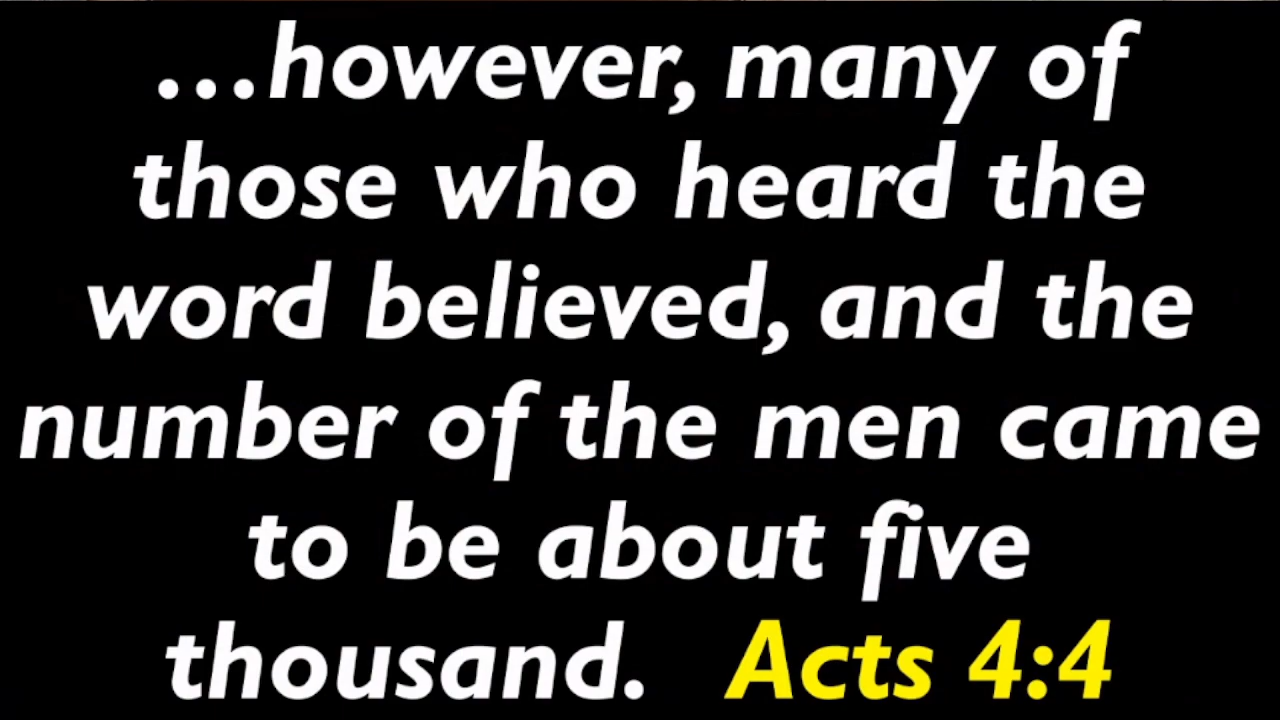 …however, many of
those who heard the
word believed, and the
number of the men came
to be about five
thousand. Acts 4:4